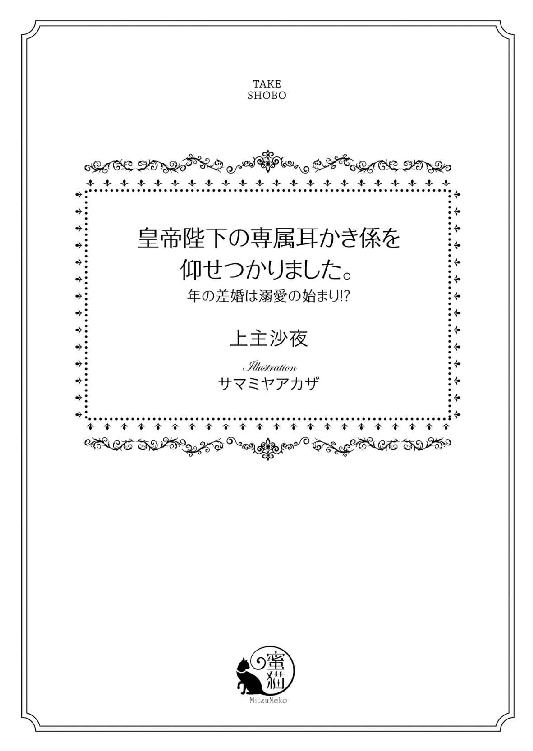 TAKE
SHOBO
皇帝陛下の専属耳かき係を
仰せつかりました。
年の差婚は溺愛の始まり!?
上主沙夜
Illustration
サマミヤアカザ
蜜猫
MitsuNeko